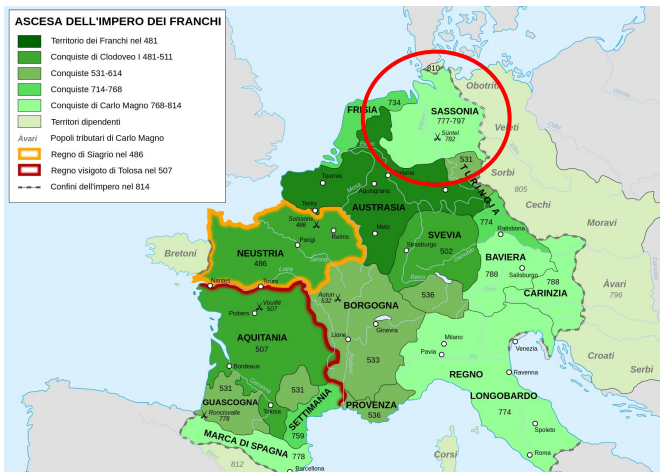 ASCESA DELL'IMPERO DEI FRANCHI
Territorio dei Franchi nel 481
Conquiste di Clodoveo I 481-511
Conquiste 531-614
Conquiste 714-768
Conquiste di Carlo Magno 768-814
Territori dipendenti
Àvari Popoli tributari di Carlo Magno
Regno di Siagrio nel 486
Regno visigoto di Tolosa nel 507
Confini dell'impero nel 814
810
Obotriti
FRISIA
734
SASSONIA
777-797
Süntel
782
Veleti
531
Sorbi
805
TURINGIA
Cechi
Tournai
Mosa
Aquisgrana
AUSTRASIA
774
Moravi
Tertry
Soissons
486
Reims
Metz
Parigi
Senna
NEUSTRIA
486
Bretoni
Loira
SVEVIA
502
Strasburgo
Danubio
Ratisbona
BAVIERA
788
Salisburgo
788
CARINZIA
Àvari
796
Nantes
Tours
Autun
532
Reno
536
Vouillé
507
Poitiers
BORGOGNA
Ginevra
Lione
533
AQUITANIA
507
Milano
Pavia
Venezia
Croati
Serbi
REGNO
LONGOBARDO
774
Ravenna
Bordeaux
531
531
GUASCOGNA
Roncisvalle
778
Tolosa
SETTIMANIA
759
PROVENZA
536
Spoleto
Roma
MARCA DI SPAGNA
778
812
Barcellona
Corsi